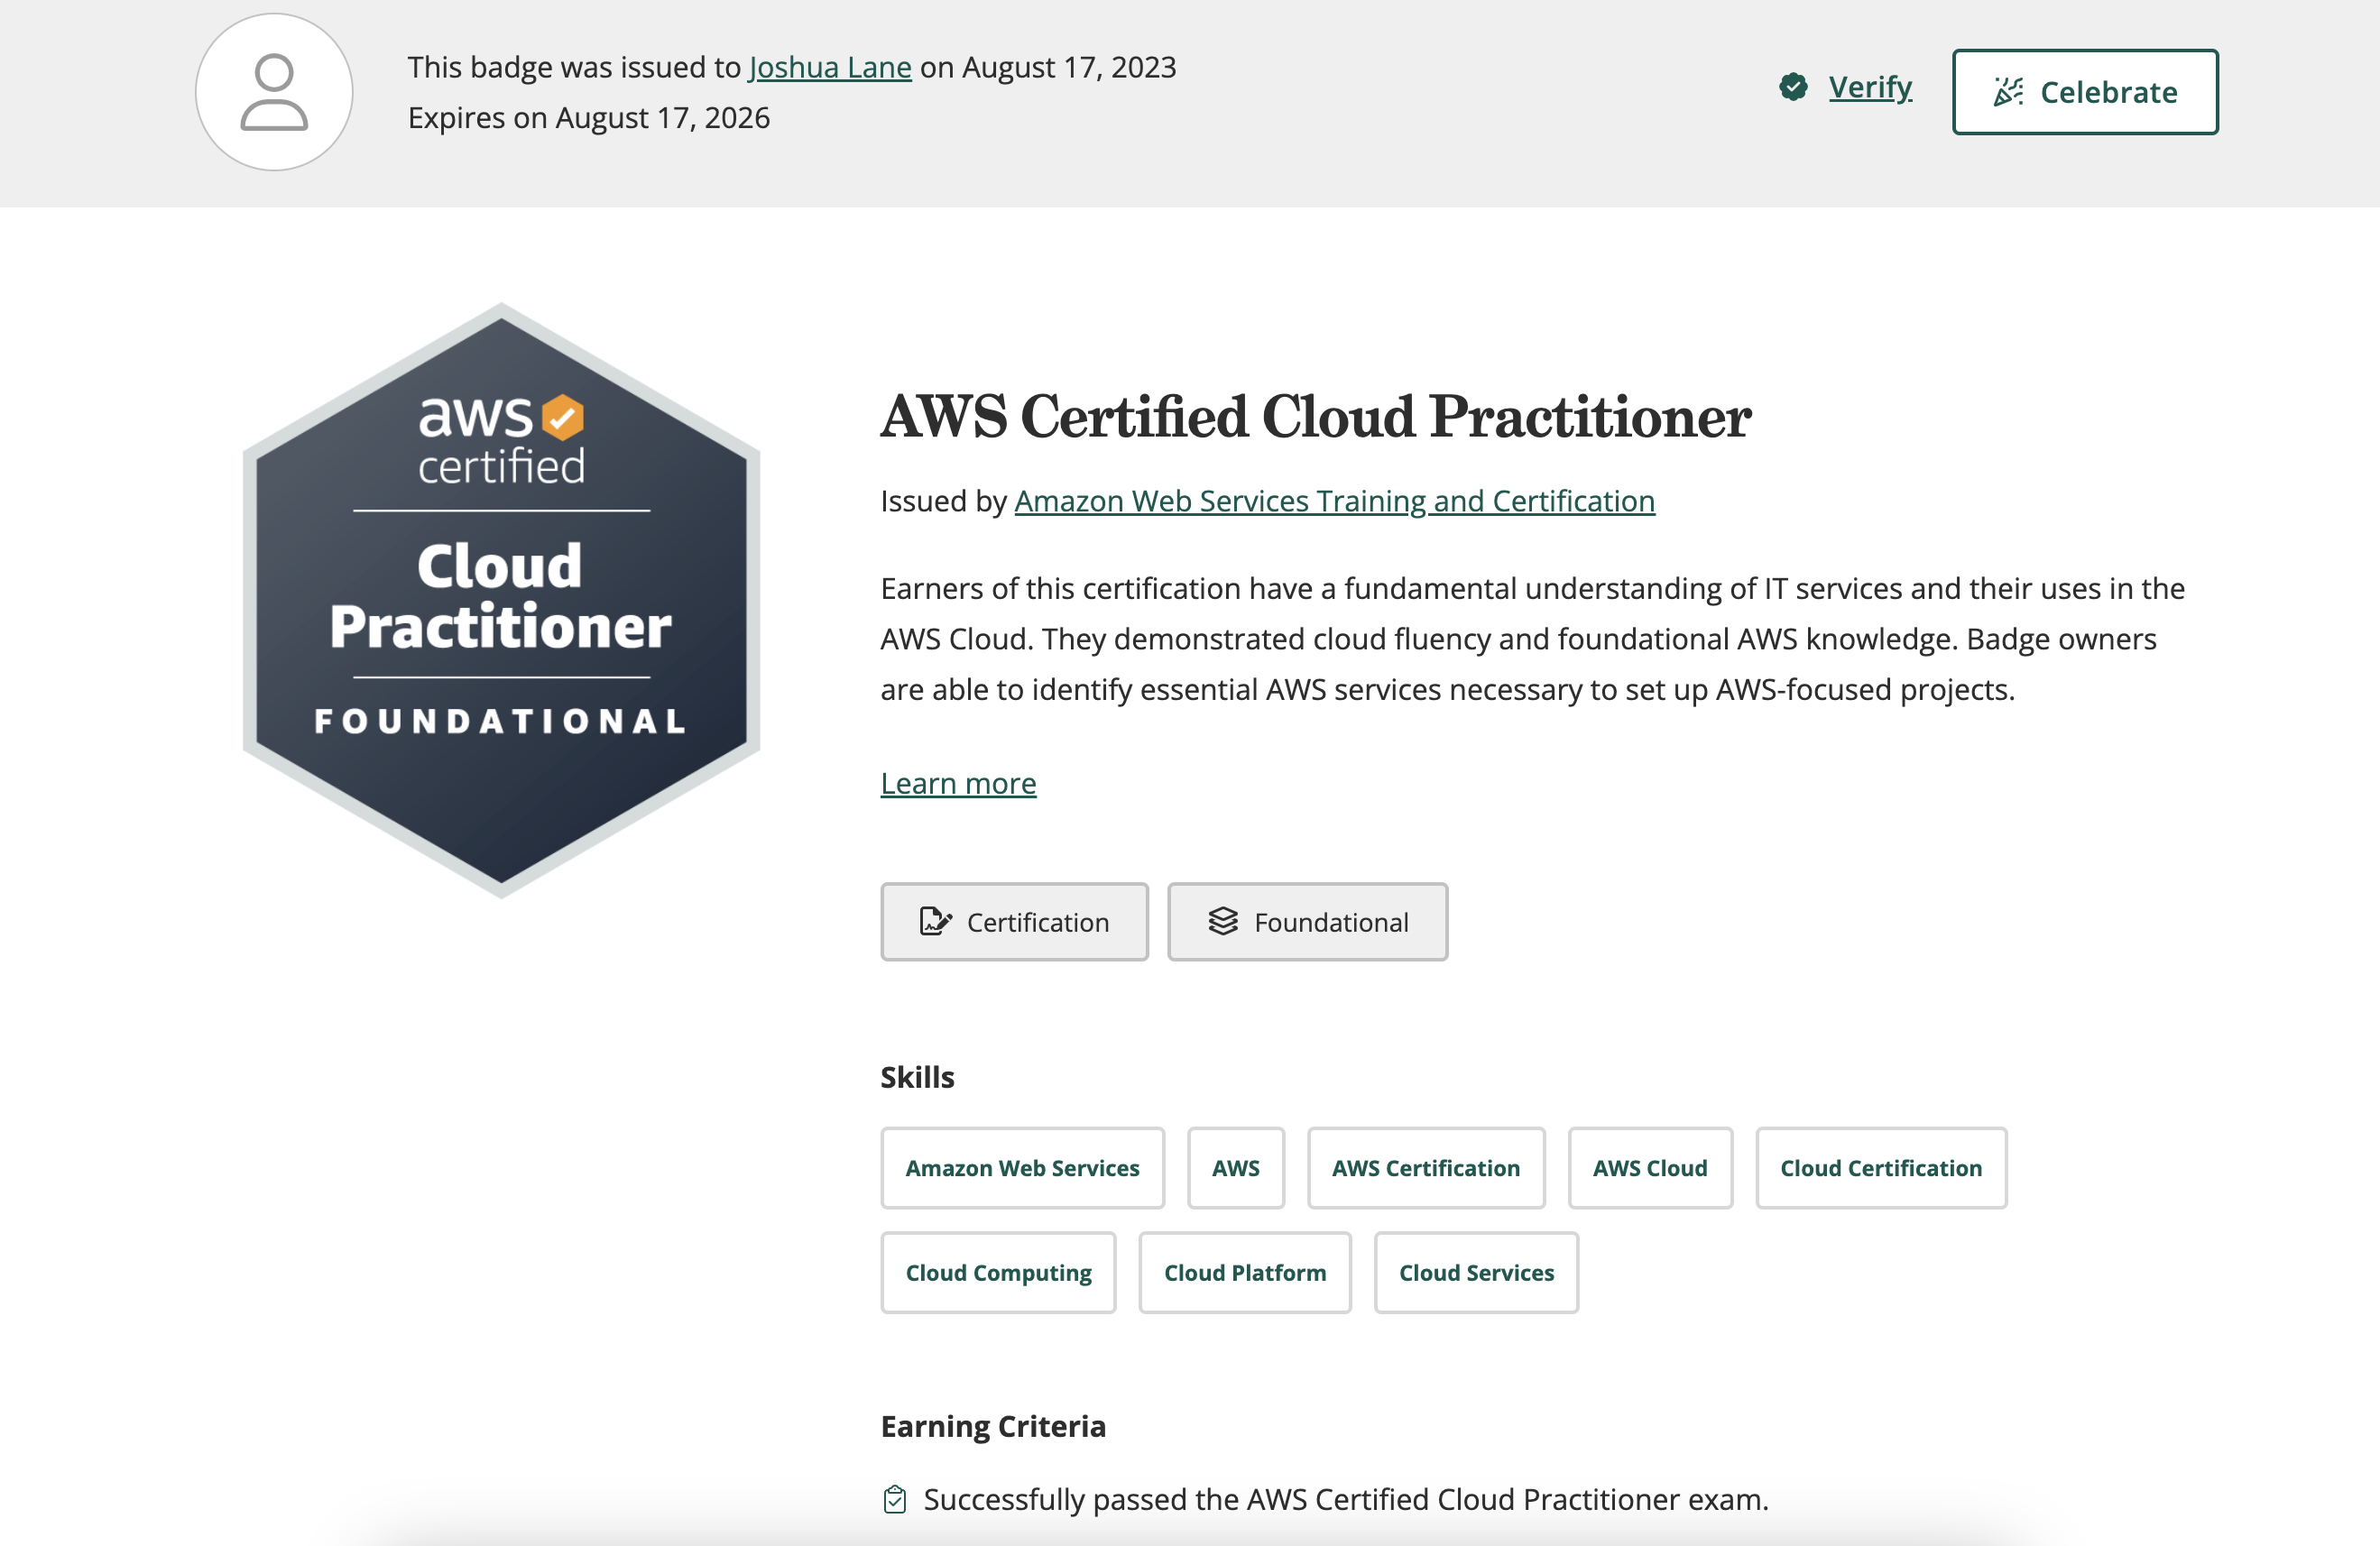 This badge was issued to Joshua Lane on August 17, 2023
Expires on August 17, 2026
Verify
Celebrate
aws
certified
Cloud
Practitioner
FOUNDATIONAL
AWS Certified Cloud Practitioner
Issued by Amazon Web Services Training and Certification
Earners of this certification have a fundamental understanding of IT services and their uses in the
AWS Cloud. They demonstrated cloud fluency and foundational AWS knowledge. Badge owners
are able to identify essential AWS services necessary to set up AWS-focused projects.
Learn more
Certification
Foundational
Skills
Amazon Web Services
AWS
AWS Certification
AWS Cloud
Cloud Certification
Cloud Computing
Cloud Platform
Cloud Services
Earning Criteria
Successfully passed the AWS Certified Cloud Practitioner exam.